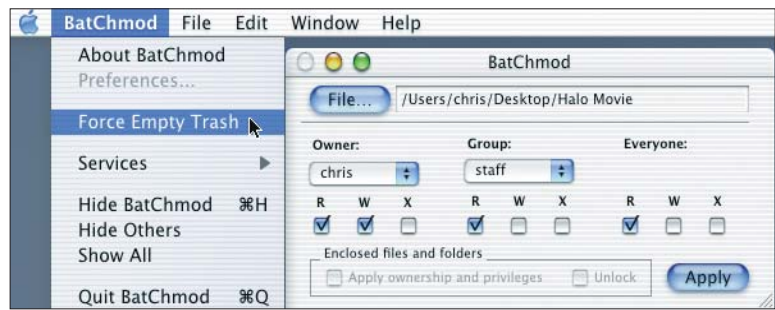 BatChmod File Edit Window Help
About BatChmod
Preferences...
Force Empty Trash
Services
Hide BatChmod ⌘H
Hide Others
Show All
Quit BatChmod ⌘Q
BatChmod
File... /Users/chris/Desktop/Halo Movie
Owner: Group: Everyone:
chris staff
R W X R W X R W X
Enclosed files and folders
Apply ownership and privileges Unlock Apply